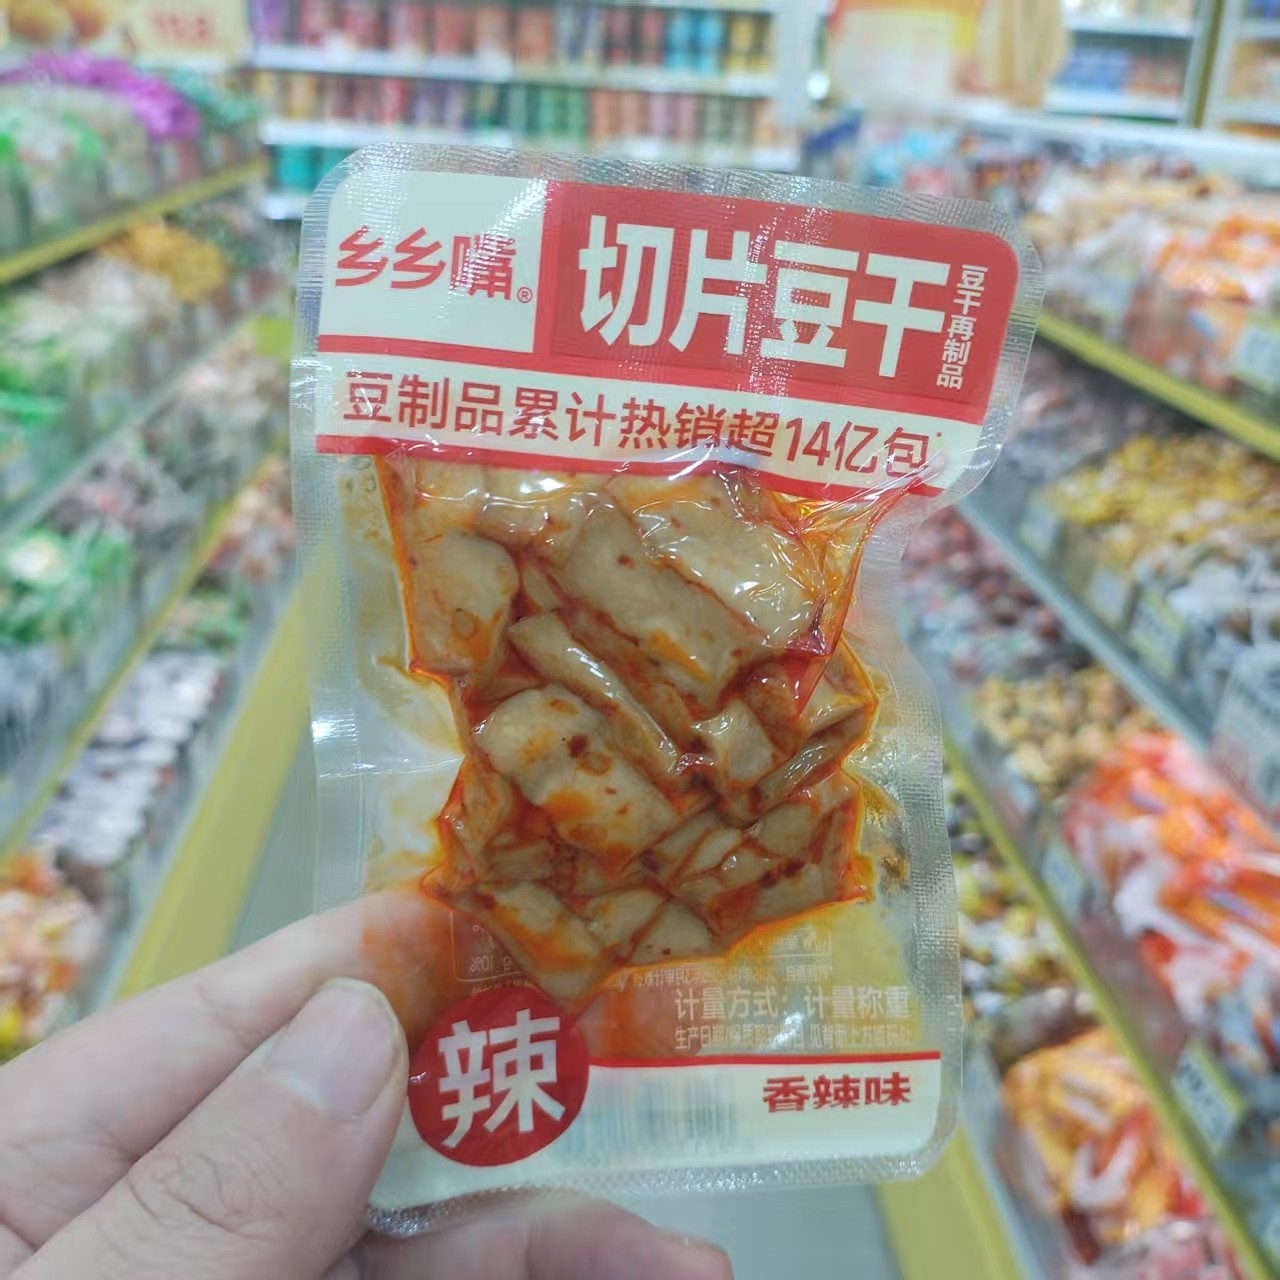 乡乡嘴®
切片豆干
豆干再制品
豆制品累计热销超14亿包
计量方式：计量称重
辣
香辣味